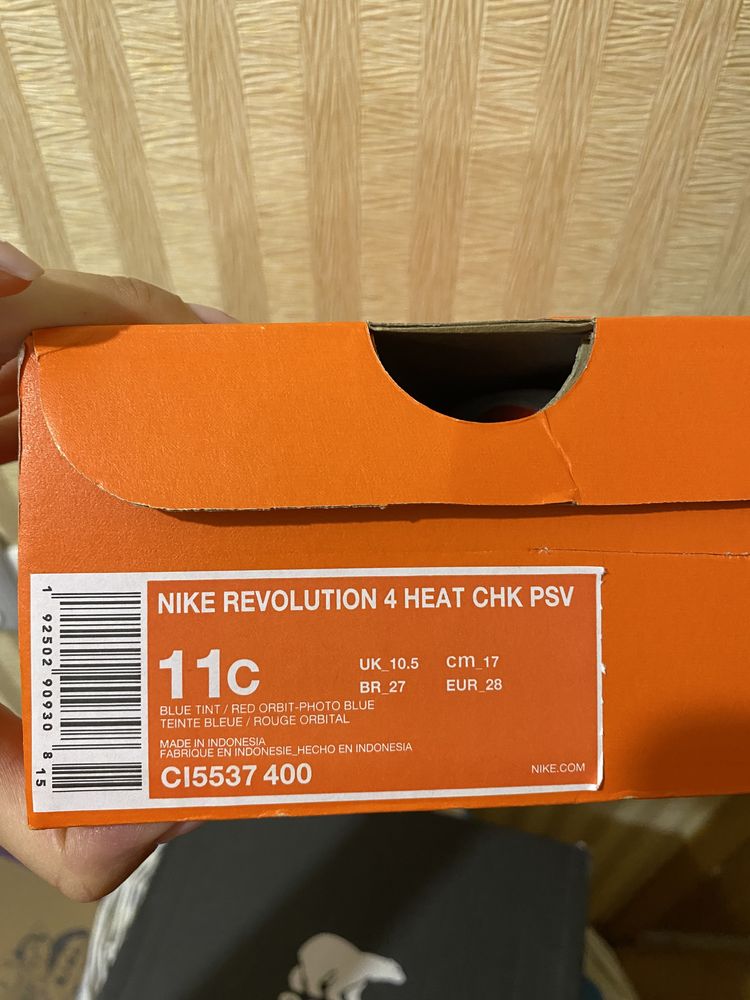 NIKE REVOLUTION 4 HEAT CHK PSV
11C
UK_10.5 cm_17
BR_27 EUR_28
BLUE TINT / RED ORBIT-PHOTO BLUE
TEINTE BLEUE / ROUGE ORBITAL
MADE IN INDONESIA
FABRIQUE EN INDONESIE_HECHO EN INDONESIA
CI5537 400
NIKE.COM
1 92502 90930 8 15